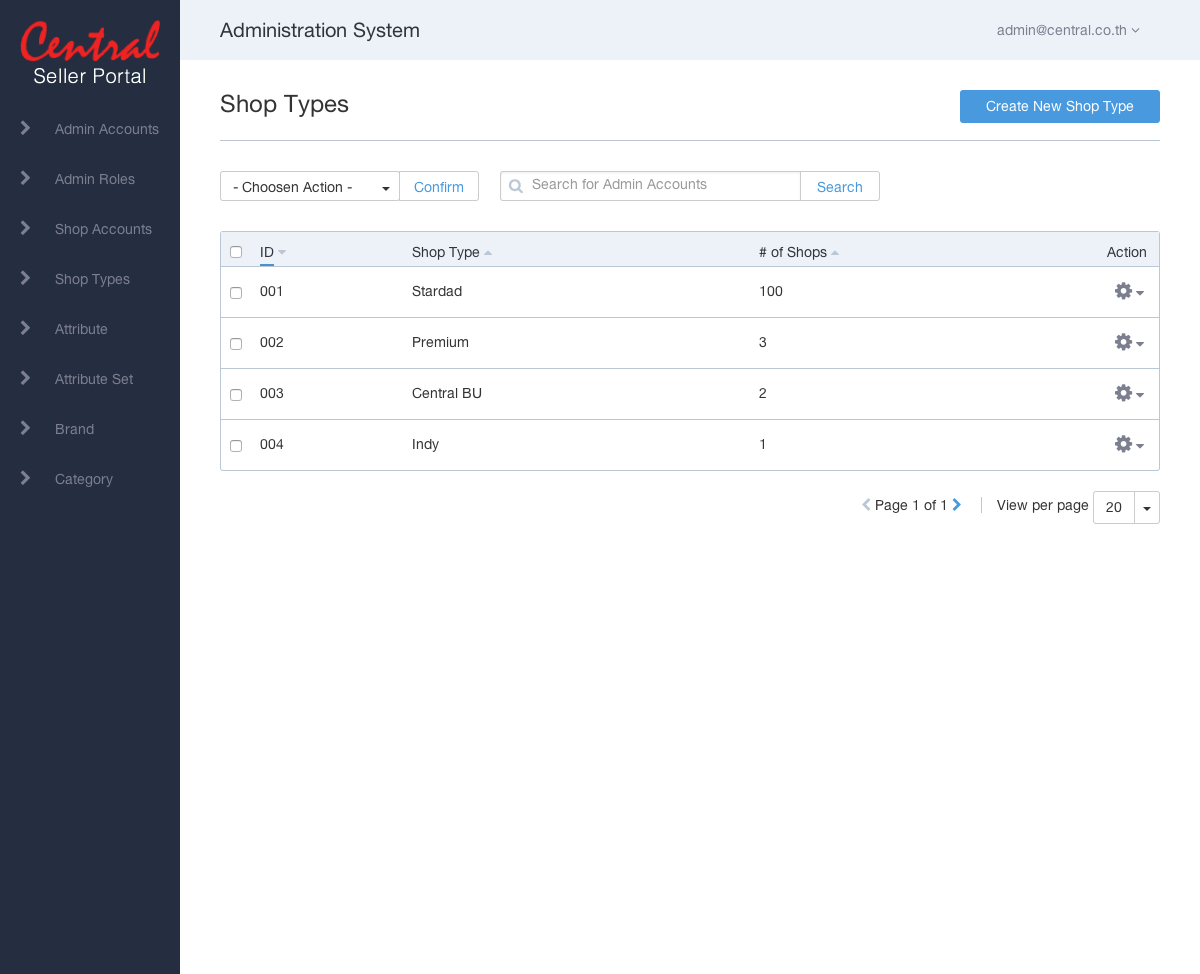 Central
Seller Portal
Administration System
admin@central.co.th
Admin Accounts
Admin Roles
Shop Accounts
Shop Types
Attribute
Attribute Set
Brand
Category
Shop Types
Create New Shop Type
- Choosen Action - Confirm Search for Admin Accounts Search
ID Shop Type # of Shops Action
001 Stardad 100
002 Premium 3
003 Central BU 2
004 Indy 1
Page 1 of 1 View per page 20